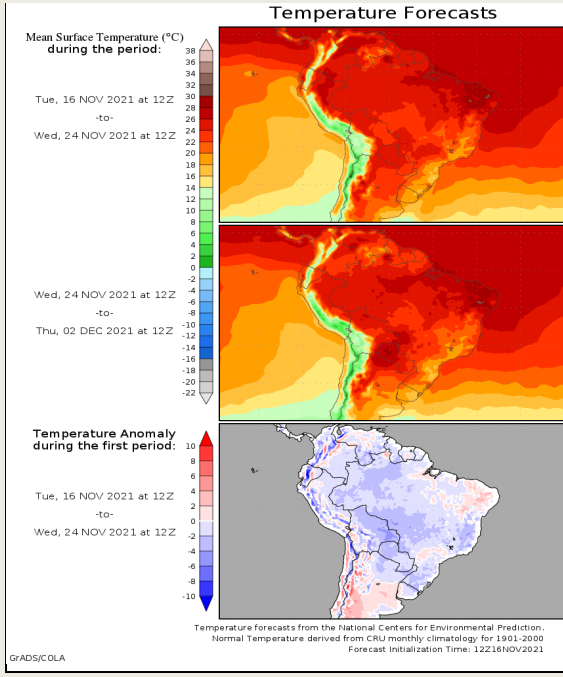 Temperature Forecasts
Mean Surface Temperature (°C)
during the period:
Tue, 16 NOV 2021 at 12Z
-to-
Wed, 24 NOV 2021 at 12Z
38
36
34
32
30
28
26
24
22
20
18
16
14
12
10
8
6
4
2
0
-2
-4
-6
-8
-10
-12
-14
-16
-18
-20
-22
Wed, 24 NOV 2021 at 12Z
-to-
Thu, 02 DEC 2021 at 12Z
Temperature Anomaly
during the first period:
Tue, 16 NOV 2021 at 12Z
-to-
Wed, 24 NOV 2021 at 12Z
10
8
6
4
2
0
-2
-4
-6
-8
-10
Temperature forecasts from the National Centers for Environmental Prediction.
Normal Temperature derived from CRU monthly climatology for 1901-2000
Forecast Initialization Time: 12Z16NOV2021
GrADS/COLA